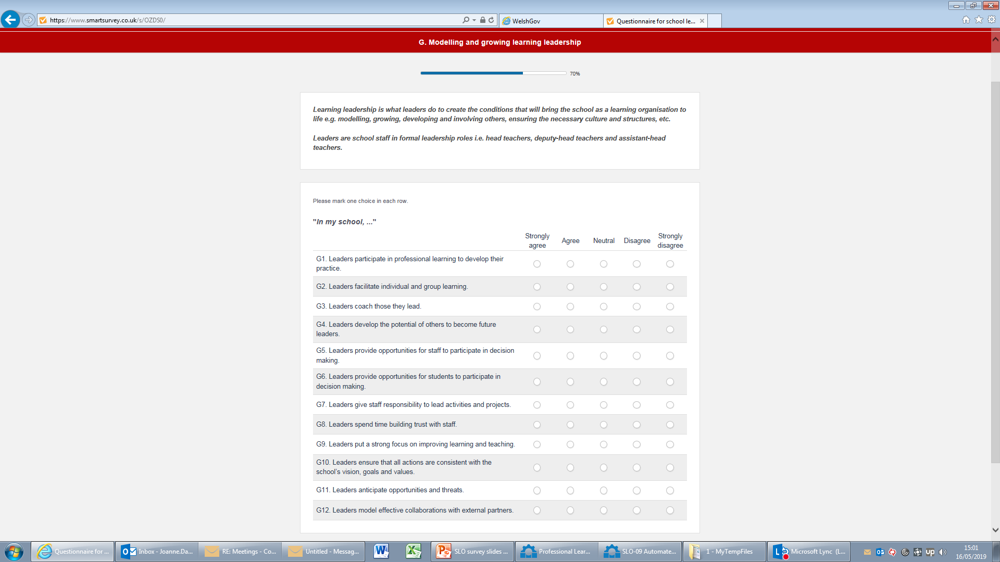 https://www.smartsurvey.co.uk/s/OZDS0/
WelshGov
Questionnaire for school le...
G. Modelling and growing learning leadership
70%
Learning leadership is what leaders do to create the conditions that will bring the school as a learning organisation to
life e.g. modelling, growing, developing and involving others, ensuring the necessary culture and structures, etc.
Leaders are school staff in formal leadership roles i.e. head teachers, deputy-head teachers and assistant-head
teachers.
Please mark one choice in each row.
"In my school, ..."
Strongly agree Agree Neutral Disagree Strongly disagree
G1. Leaders participate in professional learning to develop their
practice.
G2. Leaders facilitate individual and group learning.
G3. Leaders coach those they lead.
G4. Leaders develop the potential of others to become future
leaders.
G5. Leaders provide opportunities for staff to participate in decision
making.
G6. Leaders provide opportunities for students to participate in
decision making.
G7. Leaders give staff responsibility to lead activities and projects.
G8. Leaders spend time building trust with staff.
G9. Leaders put a strong focus on improving learning and teaching.
G10. Leaders ensure that all actions are consistent with the
school's vision, goals and values.
G11. Leaders anticipate opportunities and threats.
G12. Leaders model effective collaborations with external partners.
Questionnaire for ...
Inbox - Joanne.Da...
RE: Meetings - Co...
Untitled - Messag...
SLO survey slides ...
Professional Lear...
SLO-09 Automate...
1 - MyTempFiles
Microsoft Lync (L...
up
15:01
16/05/2019